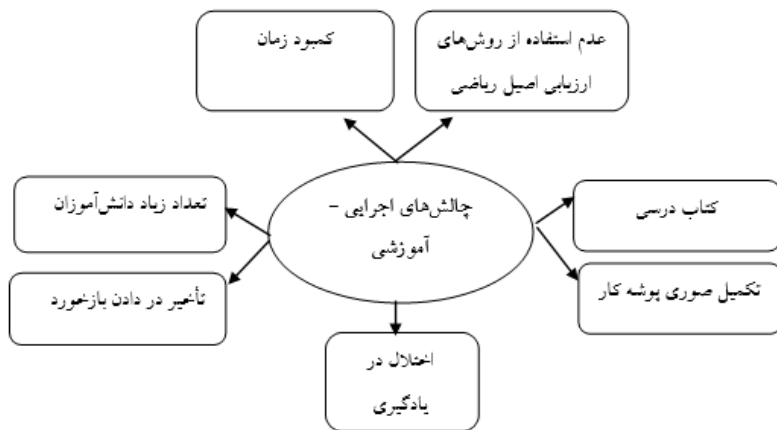 عدم استفاده از روش‌های
ارزیابی اصیل ریاضی
کمبود زمان
چالش‌های اجرایی –
آموزشی
کتاب درسی
تعداد زیاد دانش‌آموزان
تکمیل صوری پوشه کار
تأخیر در دادن بازخورد
اختلال در
یادگیری